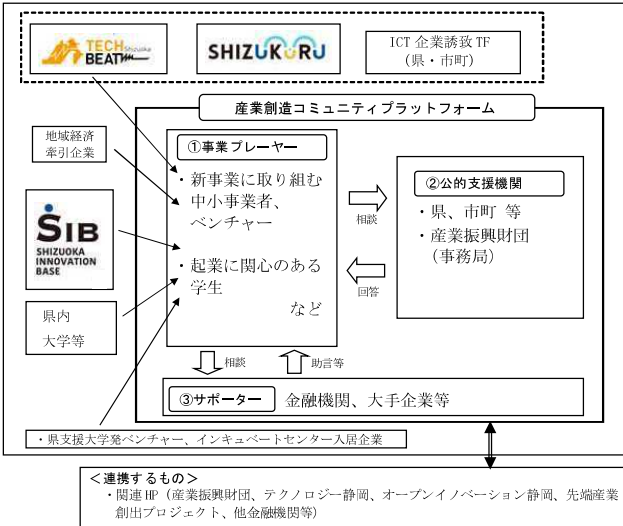 TECH Shizuoka
BEAT
SHIZUKURU
ICT 企業誘致 TF
（県・市町）
産業創造コミュニティプラットフォーム
地域経済
牽引企業
①事業プレーヤー
・新事業に取り組む
中小事業者、
ベンチャー
・起業に関心のある
学生
など
相談
回答
②公的支援機関
・県、市町 等
・産業振興財団
（事務局）
SIB
SHIZUOKA
INNOVATION
BASE
県内
大学等
相談
助言等
③サポーター
金融機関、大手企業等
・県支援大学発ベンチャー、インキュベートセンター入居企業
＜連携するもの＞
・関連 HP（産業振興財団、テクノロジー静岡、オープンイノベーション静岡、先端産業
創出プロジェクト、他金融機関等）